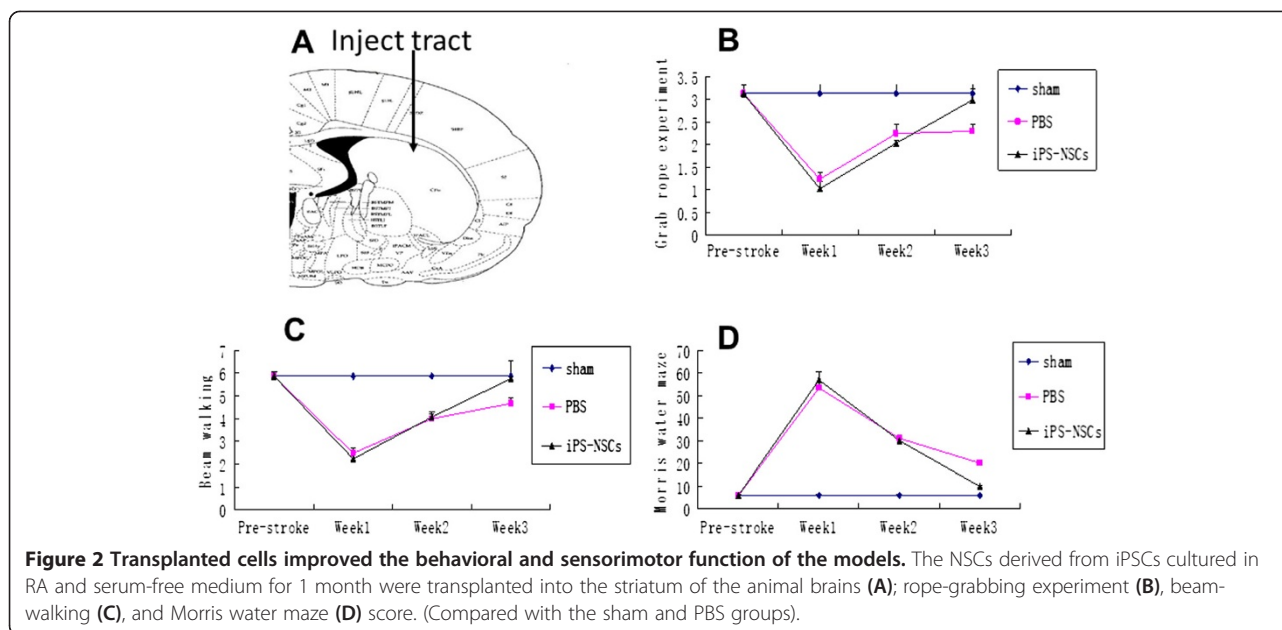 A Inject tract
B
3.5
3
2.5
2
1.5
1
0.5
0
Grab rope experiment
Pre-stroke Week1 Week2 Week3
sham
PBS
iPS-NSCs
C
7
6
5
4
3
2
1
0
Beam walking
Pre-stroke Week1 Week2 Week3
sham
PBS
iPS-NSCs
D
70
60
50
40
30
20
10
0
Morris water maze
Pre-stroke Week1 Week2 Week3
sham
PBS
iPS-NSCs
Figure 2 Transplanted cells improved the behavioral and sensorimotor function of the models. The NSCs derived from iPSCs cultured in
RA and serum-free medium for 1 month were transplanted into the striatum of the animal brains (A); rope-grabbing experiment (B), beam-
walking (C), and Morris water maze (D) score. (Compared with the sham and PBS groups).